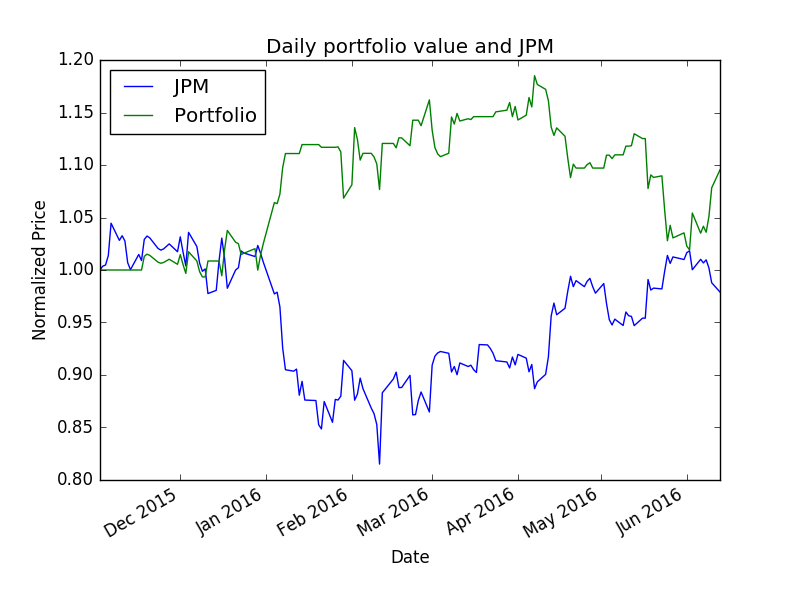 Daily portfolio value and JPM
JPM
Portfolio
1.20
1.15
1.10
1.05
1.00
0.95
0.90
0.85
0.80
Normalized Price
Dec 2015
Jan 2016
Feb 2016
Mar 2016
Apr 2016
May 2016
Jun 2016
Date